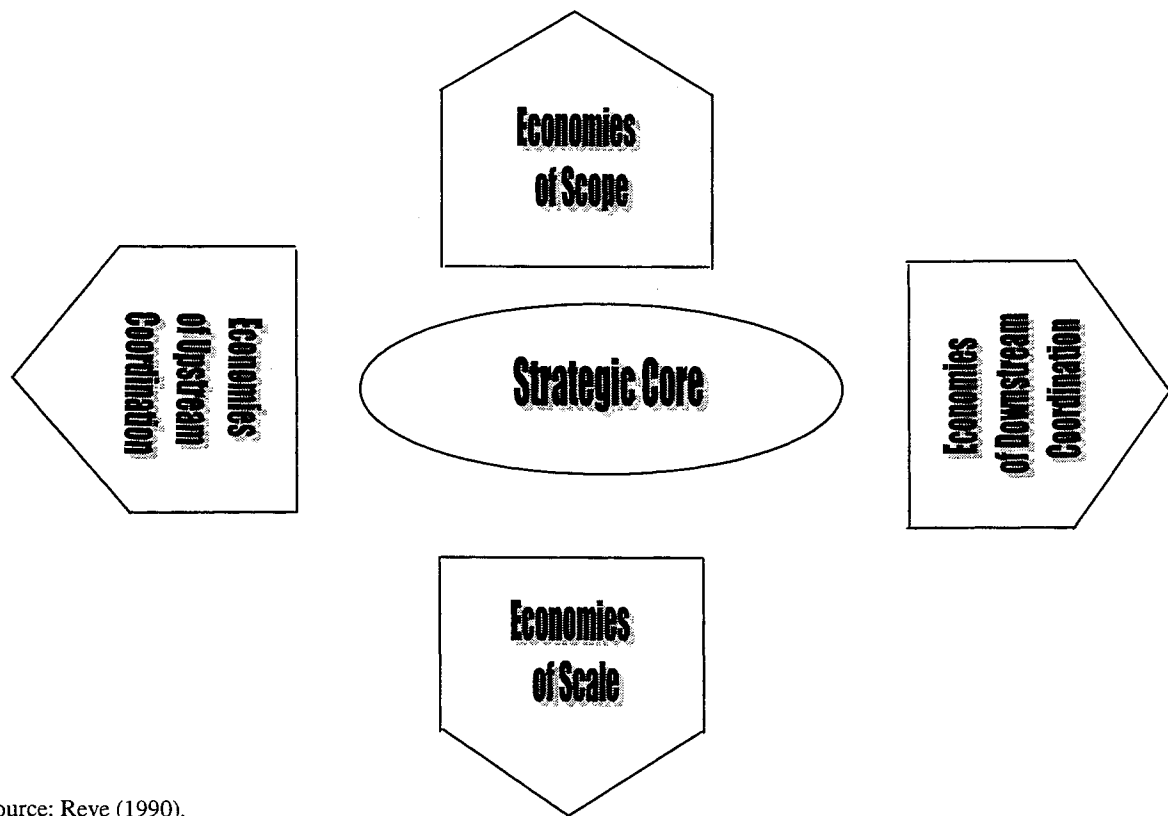 Economies
of Scope
Economies
of Upstream
Coordination
Strategic Core
Economies
of Downstream
Coordination
Economies
of Scale
ource: Reve (1990).